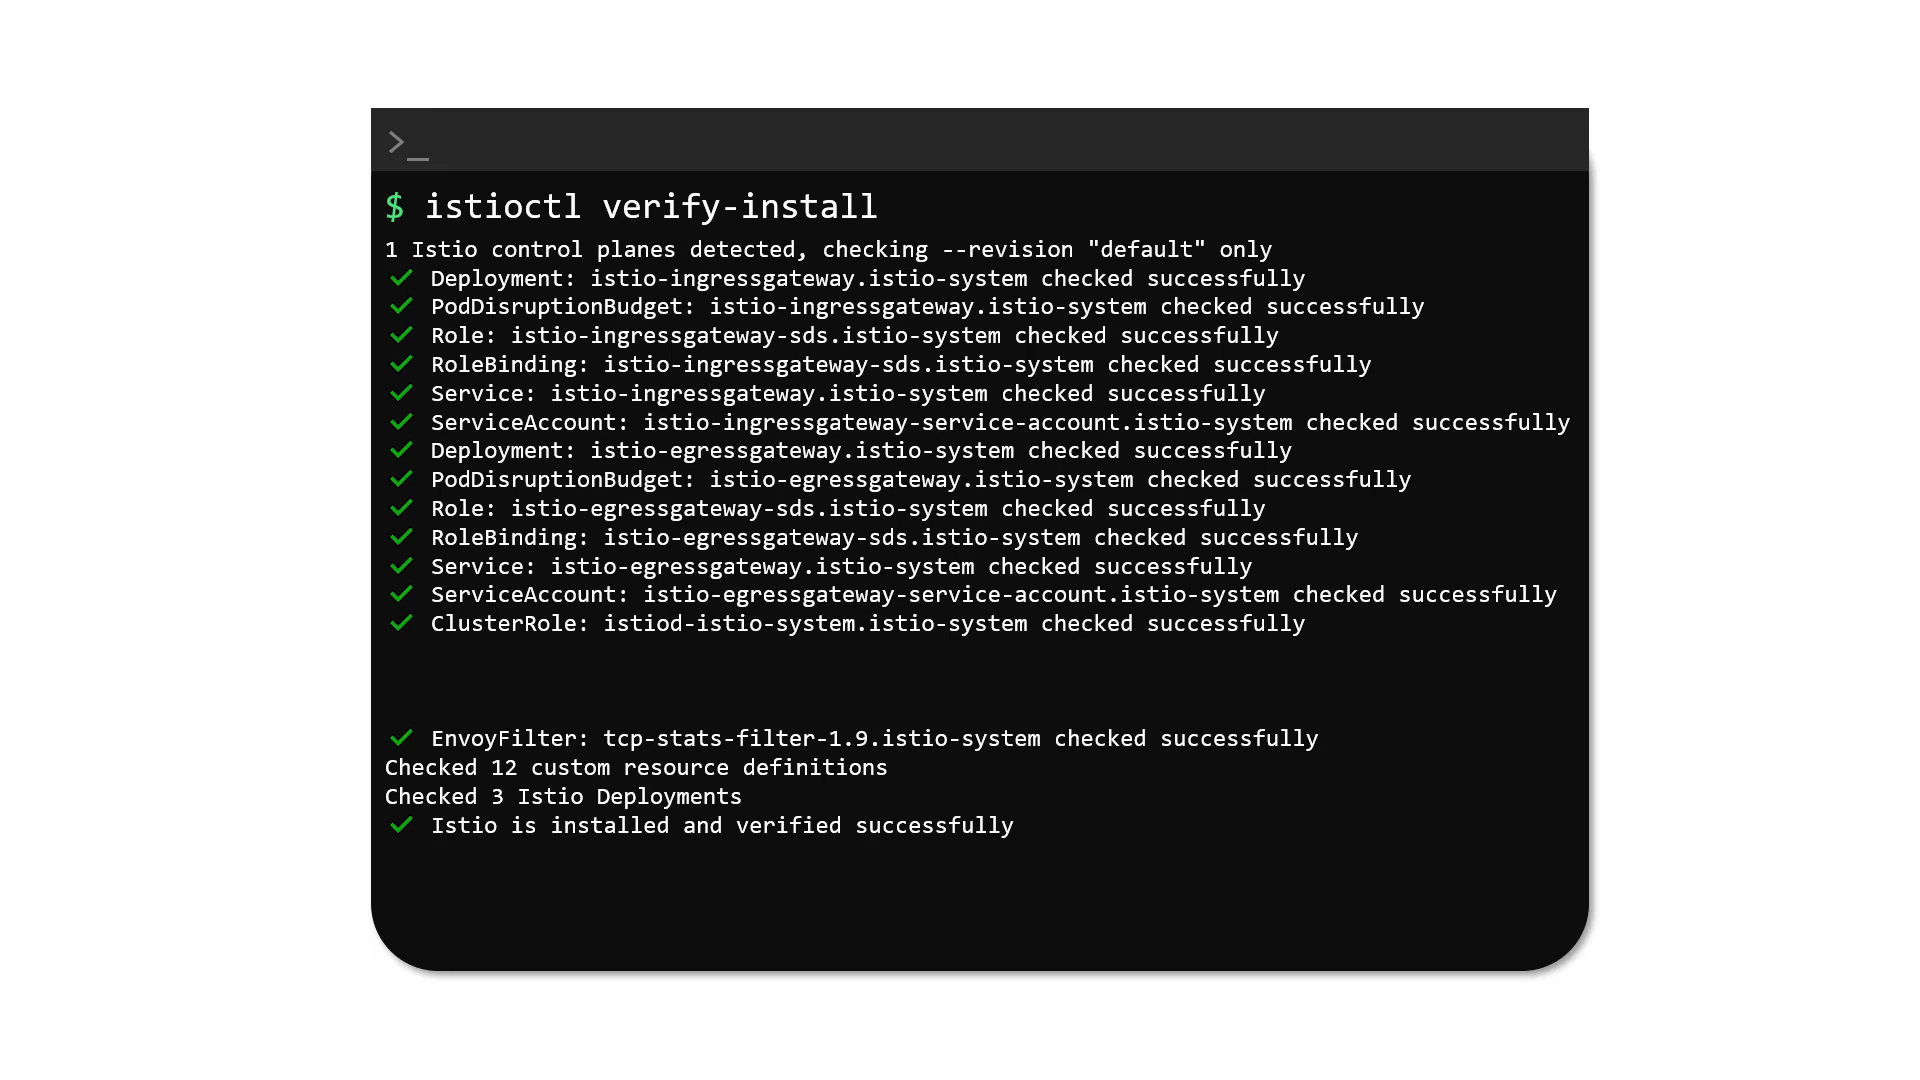 >_
$ istioctl verify-install
1 Istio control planes detected, checking --revision "default" only
✓ Deployment: istio-ingressgateway.istio-system checked successfully
✓ PodDisruptionBudget: istio-ingressgateway.istio-system checked successfully
✓ Role: istio-ingressgateway-sds.istio-system checked successfully
✓ RoleBinding: istio-ingressgateway-sds.istio-system checked successfully
✓ Service: istio-ingressgateway.istio-system checked successfully
✓ ServiceAccount: istio-ingressgateway-service-account.istio-system checked successfully
✓ Deployment: istio-egressgateway.istio-system checked successfully
✓ PodDisruptionBudget: istio-egressgateway.istio-system checked successfully
✓ Role: istio-egressgateway-sds.istio-system checked successfully
✓ RoleBinding: istio-egressgateway-sds.istio-system checked successfully
✓ Service: istio-egressgateway.istio-system checked successfully
✓ ServiceAccount: istio-egressgateway-service-account.istio-system checked successfully
✓ ClusterRole: istiod-istio-system.istio-system checked successfully
✓ EnvoyFilter: tcp-stats-filter-1.9.istio-system checked successfully
Checked 12 custom resource definitions
Checked 3 Istio Deployments
✓ Istio is installed and verified successfully